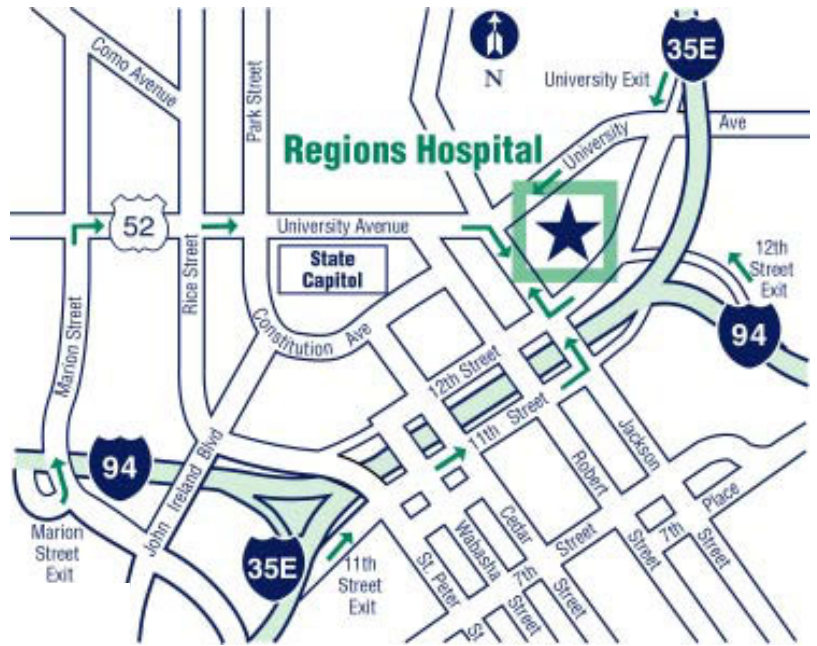 35E
Como Avenue
Park Street
N
University Exit
University
Ave
Regions Hospital
52
University Avenue
State
Capitol
12th
Street
Exit
Rice Street
Marion Street
Constitution Ave
94
12th Street
11th Street
John Ireland Blvd
94
Jackson
Street
Robert
Street
7th
Place
Street
Cedar
Street
Wabasha
Street
7th
St. Peter
St
Marion
Street
Exit
35E
11th
Street
Exit